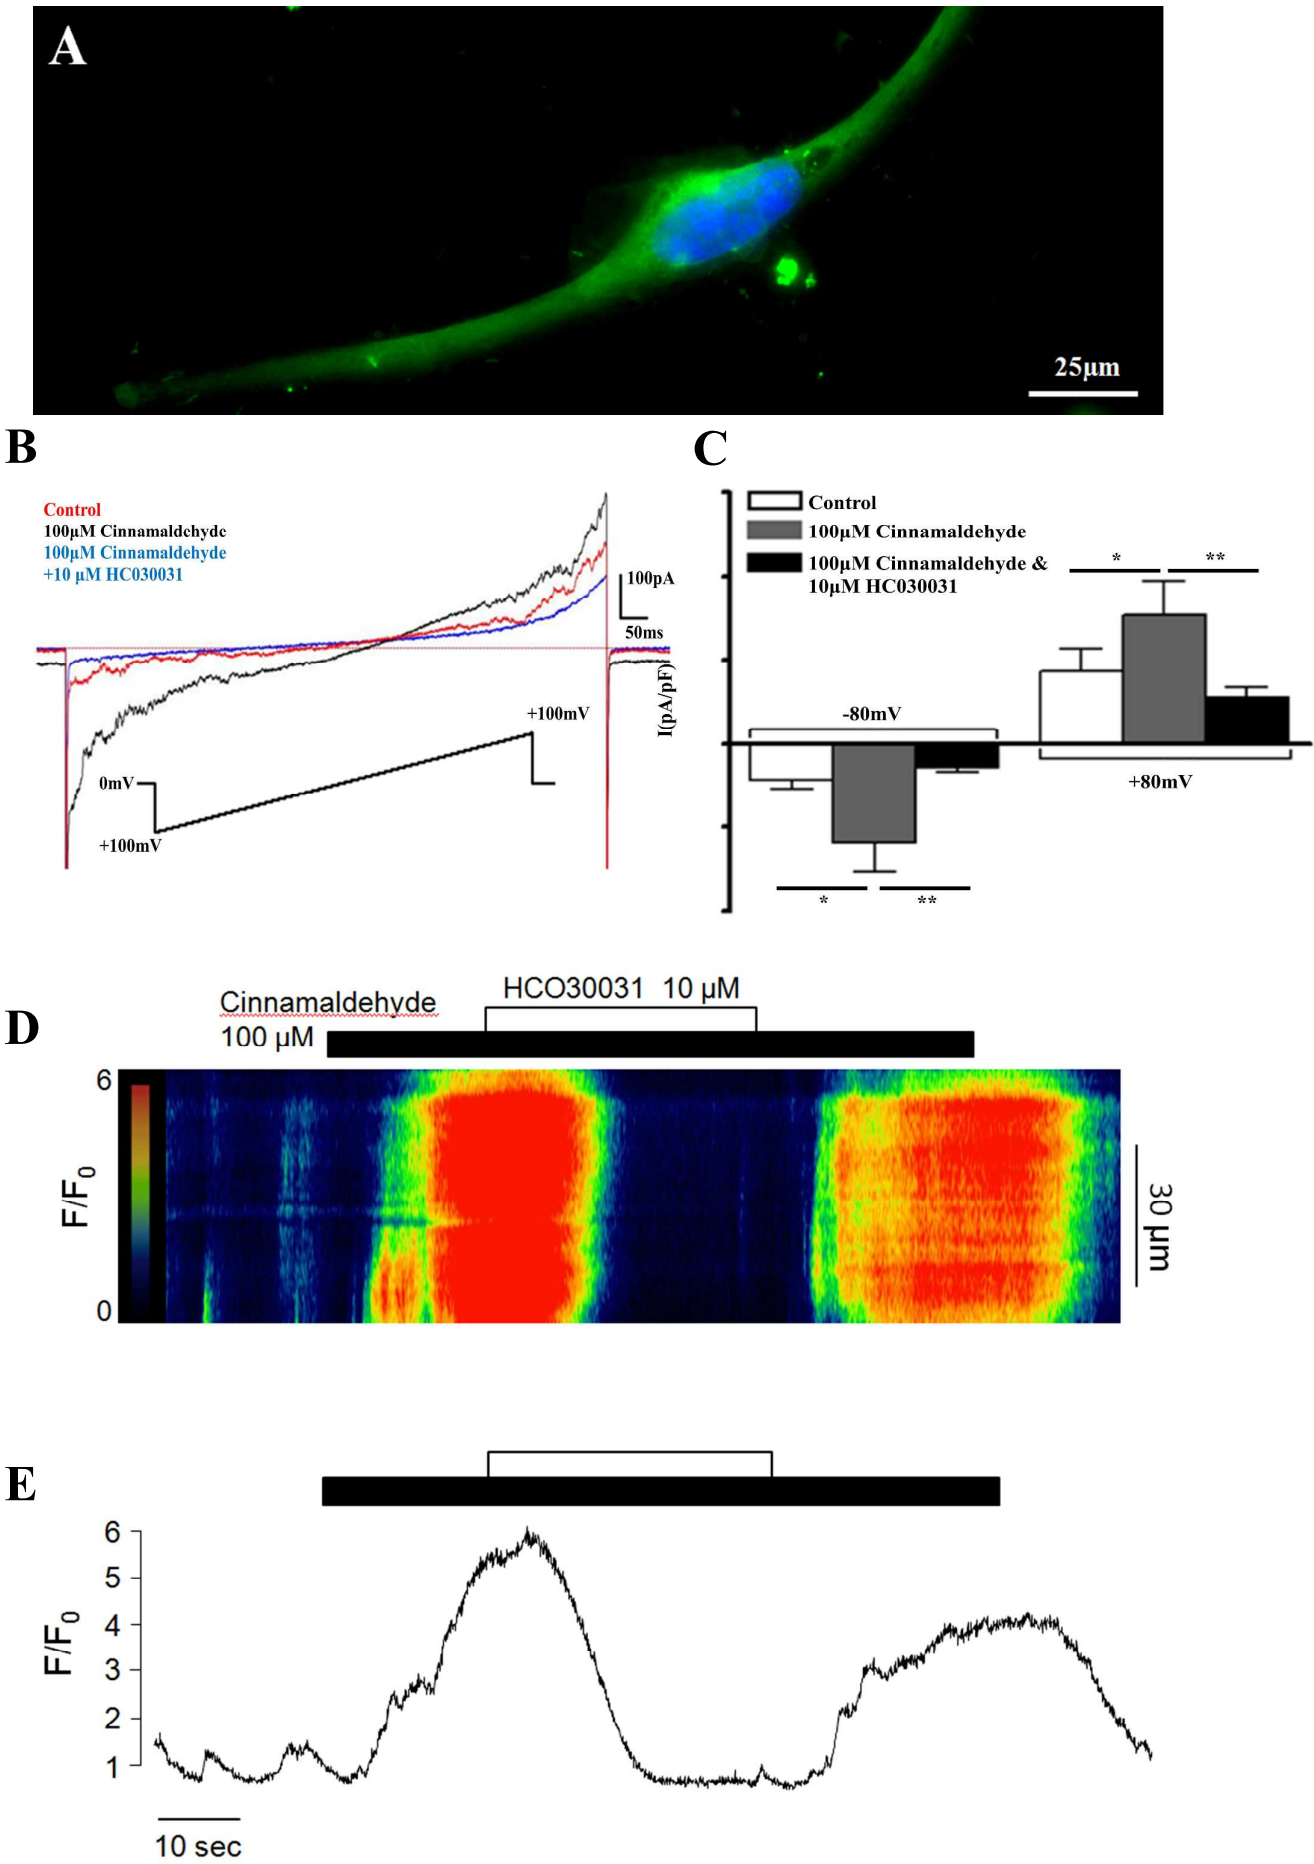 A
25μm
B
Control
100μM Cinnamaldchydc
100μM Cinnamaldehyde
+10 μM HC030031
100pA
50ms
+100mV
0mV
+100mV
C
Control
100μM Cinnamaldehyde
100μM Cinnamaldehyde &
10μM HC030031
* **
I(pA/pF)
-80mV
+80mV
* **
D
Cinnamaldehyde
100 μM
HCO30031 10 μM
6
F/F0
0
30 μm
E
6
5
4
3
2
1
F/F0
10 sec